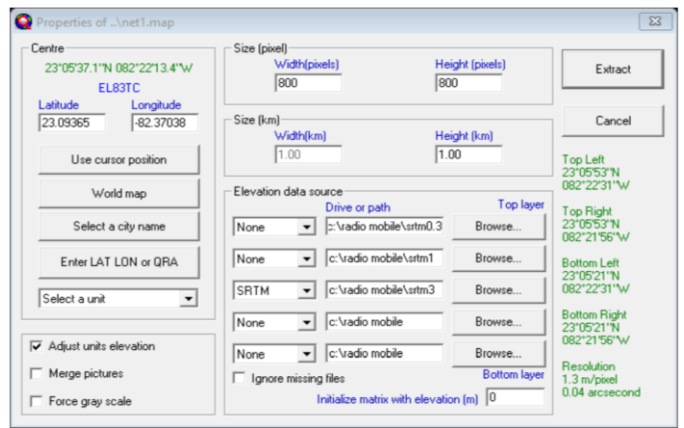 Properties of ..\net1.map
Centre
23°05'37.1''N 082°22'13.4''W
EL83TC
Latitude Longitude
23.09365 -82.37038
Use cursor position
World map
Select a city name
Enter LAT LON or QRA
Select a unit
Adjust units elevation
Merge pictures
Force gray scale
Size (pixel)
Width(pixels) Height (pixels)
800 800
Size (km)
Width(km) Height (km)
1.00 1.00
Elevation data source
Drive or path Top layer
None c:\radio mobile\srtm0.3 Browse...
None c:\radio mobile\srtm1 Browse...
SRTM c:\radio mobile\srtm3 Browse...
None c:\radio mobile Browse...
None c:\radio mobile Browse...
Ignore missing files Bottom layer
Initialize matrix with elevation (m) 0
Extract
Cancel
Top Left
23°05'53''N
082°22'31''W
Top Right
23°05'53''N
082°21'56''W
Bottom Left
23°05'21''N
082°22'31''W
Bottom Right
23°05'21''N
082°21'56''W
Resolution
1.3 m/pixel
0.04 arcsecond